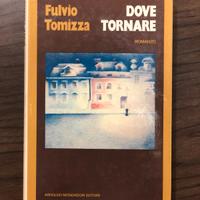 Fulvio
Tomizza
DOVE
TORNARE
ROMANZO
ARNOLDO MONDADORI EDITORE